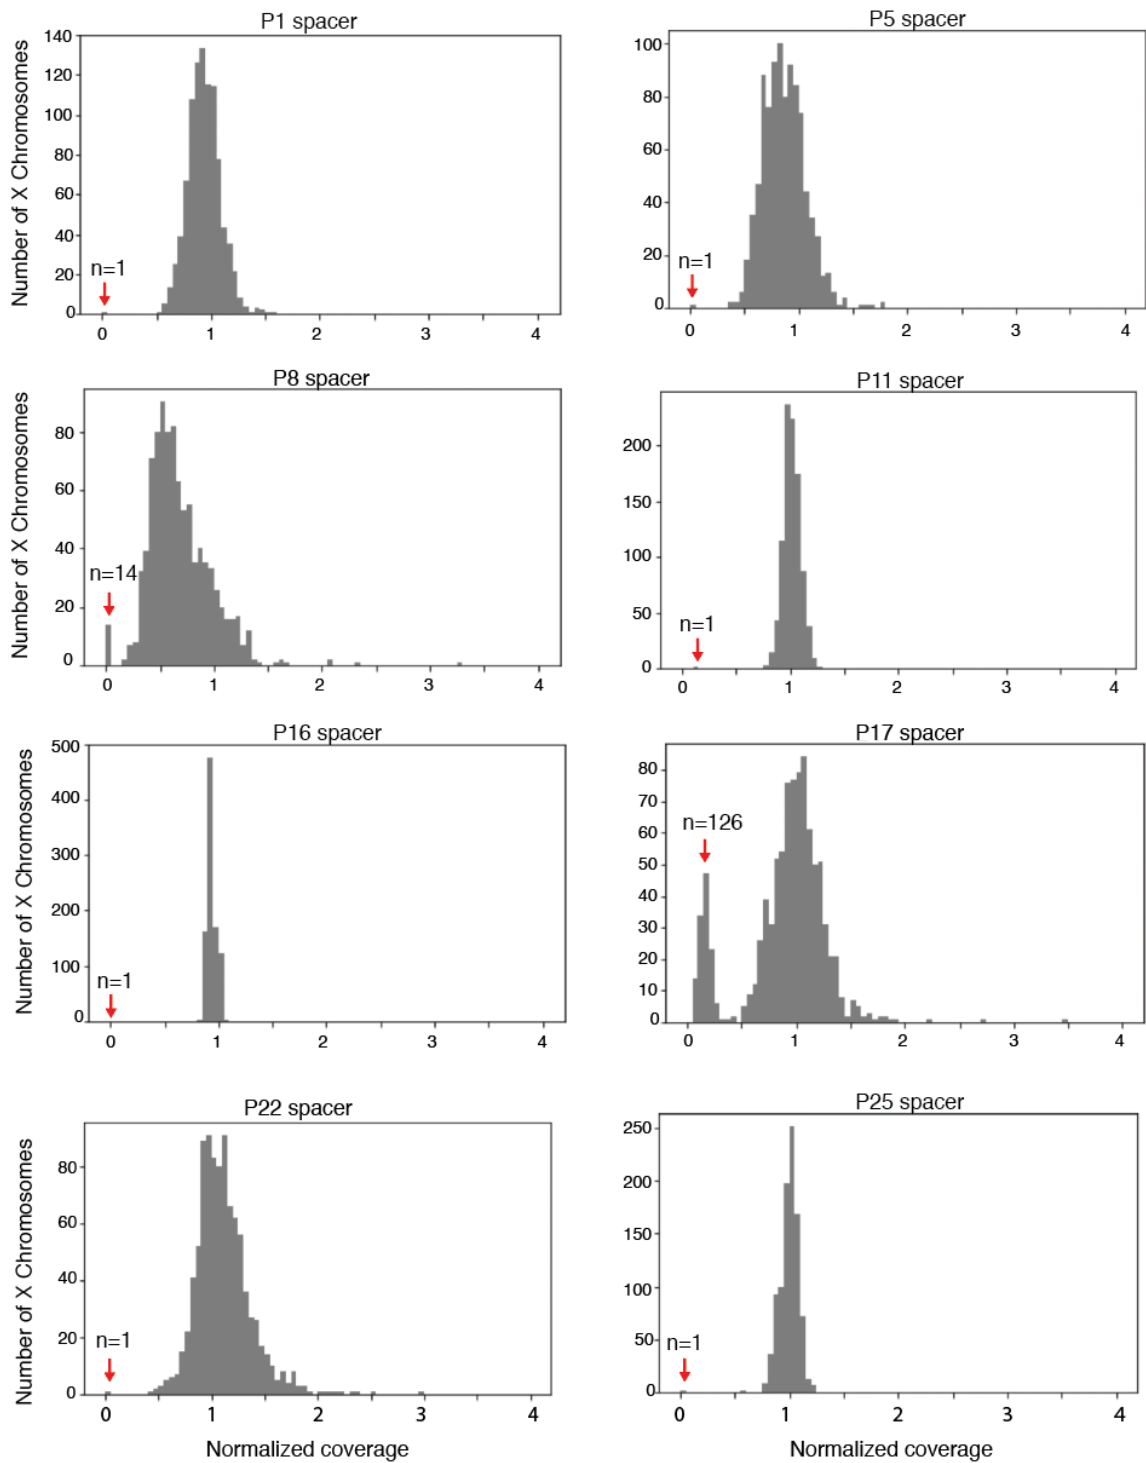 P1 spacer
Number of X Chromosomes
140
120
100
80
60
40
20
0
n=1
0 1 2 3 4
P5 spacer
100
80
60
40
20
0
n=1
0 1 2 3 4
P8 spacer
Number of X Chromosomes
80
60
40
20
0
n=14
0 1 2 3 4
P11 spacer
200
150
100
50
0
n=1
0 1 2 3 4
P16 spacer
Number of X Chromosomes
500
400
300
200
100
0
n=1
0 1 2 3 4
P17 spacer
80
70
60
50
40
30
20
10
0
n=126
0 1 2 3 4
P22 spacer
Number of X Chromosomes
80
60
40
20
0
n=1
0 1 2 3 4
Normalized coverage
P25 spacer
250
200
150
100
50
0
n=1
0 1 2 3 4
Normalized coverage